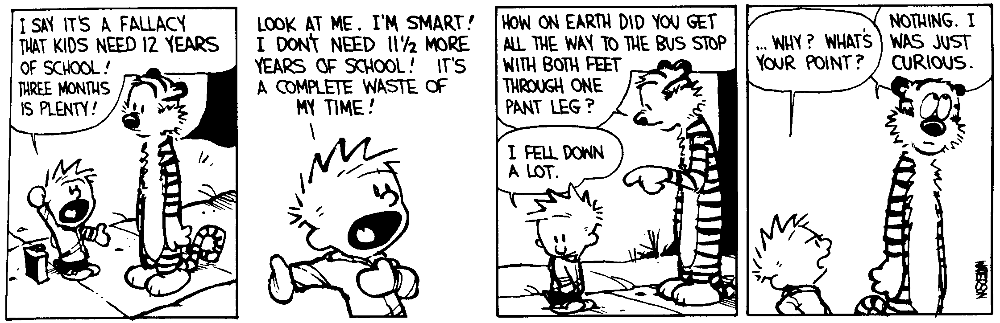 I SAY IT'S A FALLACY
THAT KIDS NEED 12 YEARS
OF SCHOOL!
THREE MONTHS
IS PLENTY!
LOOK AT ME. I'M SMART!
I DON'T NEED 11½ MORE
YEARS OF SCHOOL! IT'S
A COMPLETE WASTE OF
MY TIME!
HOW ON EARTH DID YOU GET
ALL THE WAY TO THE BUS STOP
WITH BOTH FEET
THROUGH ONE
PANT LEG?
I FELL DOWN
A LOT.
... WHY? WHAT'S
YOUR POINT?
NOTHING. I
WAS JUST
CURIOUS.
WATTERSON